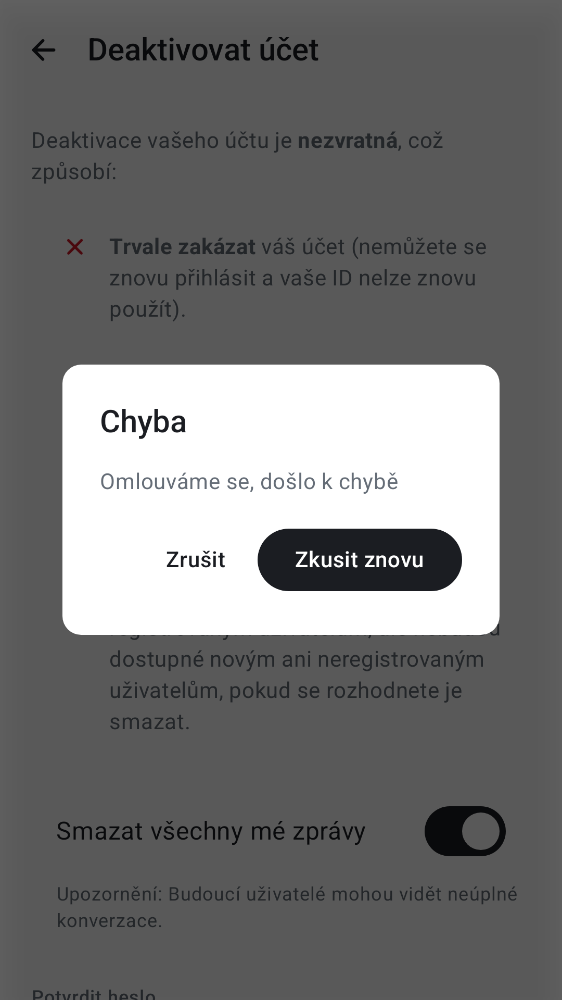 Deaktivovat účet
Deaktivace vašeho účtu je nezvratná, což
způsobí:
Trvale zakázat váš účet (nemůžete se
znovu přihlásit a vaše ID nelze znovu
použít).
Chyba
Omlouváme se, došlo k chybě
Zrušit
Zkusit znovu
dostupné novým ani neregistrovaným
uživatelům, pokud se rozhodnete je
smazat.
Smazat všechny mé zprávy
Upozornění: Budoucí uživatelé mohou vidět neúplné
konverzace.
Potvrdit heslo